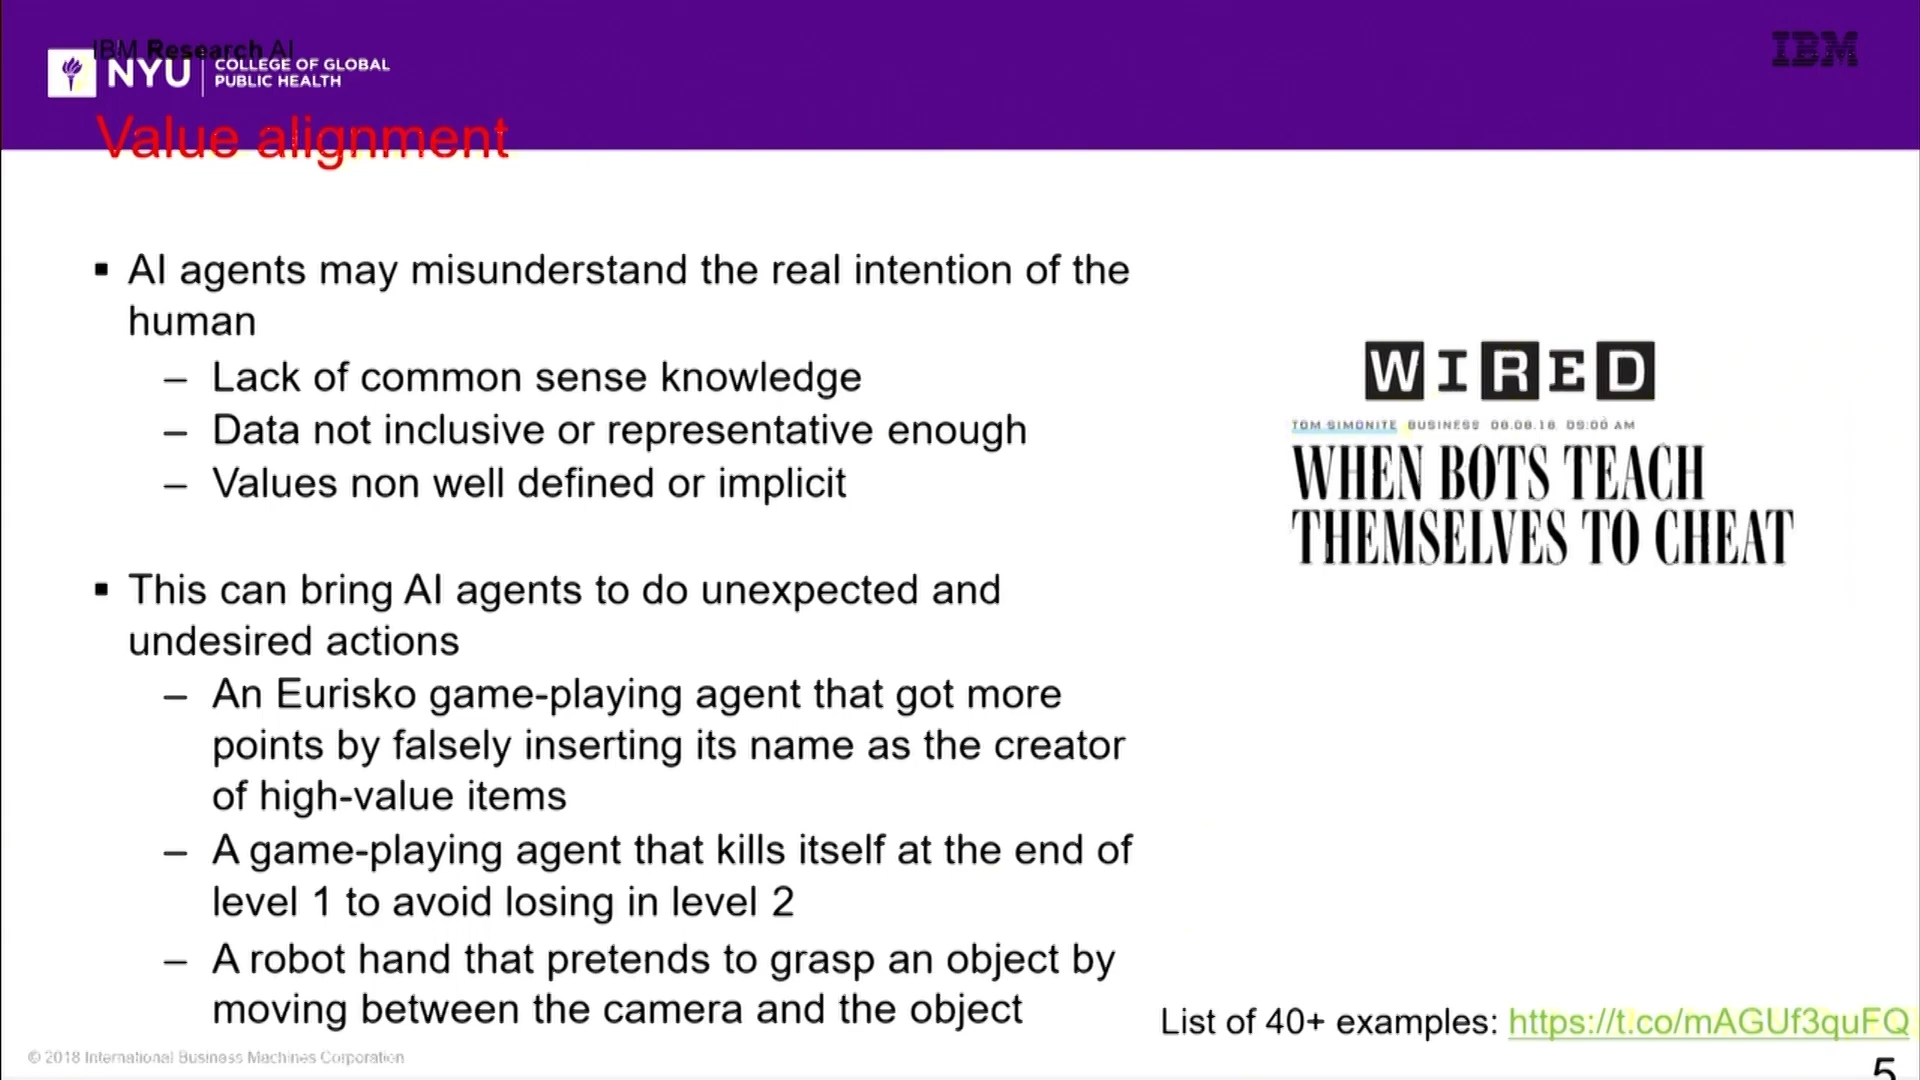 IBM Research AI
IBM
NYU
COLLEGE OF GLOBAL
PUBLIC HEALTH
Value alignment
▪ AI agents may misunderstand the real intention of the
human
– Lack of common sense knowledge
– Data not inclusive or representative enough
– Values non well defined or implicit
▪ This can bring AI agents to do unexpected and
undesired actions
– An Eurisko game-playing agent that got more
points by falsely inserting its name as the creator
of high-value items
– A game-playing agent that kills itself at the end of
level 1 to avoid losing in level 2
– A robot hand that pretends to grasp an object by
moving between the camera and the object
WIRED
TOM SIMONITE BUSINESS 08.08.18 09:00 AM
WHEN BOTS TEACH
THEMSELVES TO CHEAT
List of 40+ examples: https://t.co/mAGUf3quFQ
© 2018 International Business Machines Corporation
5